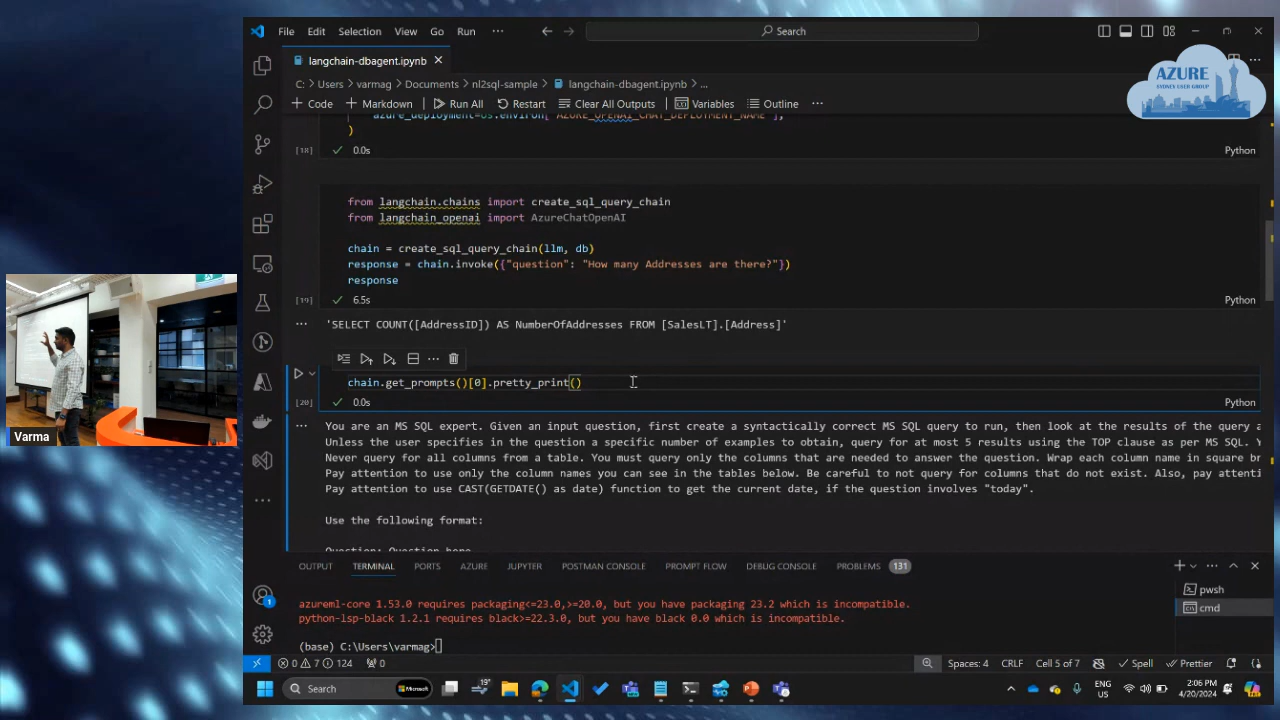 File Edit Selection View Go Run ··· Search
langchain-dbagent.ipynb
AZURE
SYDNEY USER GROUP
C: > Users > varmag > Documents > nl2sql-sample > langchain-dbagent.ipynb > ...
+ Code + Markdown Run All Restart Clear All Outputs Variables Outline ···
azure_deployment=os.environ["AZURE_OPENAI_CHAT_DEPLOYMENT_NAME"],
)
[18] 0.0s Python
from langchain.chains import create_sql_query_chain
from langchain_openai import AzureChatOpenAI
chain = create_sql_query_chain(llm, db)
response = chain.invoke({"question": "How many Addresses are there?"})
response
[19] 6.5s Python
'SELECT COUNT([AddressID]) AS NumberOfAddresses FROM [SalesLT].[Address]'
chain.get_prompts()[0].pretty_print()
[20] 0.0s Python
You are an MS SQL expert. Given an input question, first create a syntactically correct MS SQL query to run, then look at the results of the query a
Unless the user specifies in the question a specific number of examples to obtain, query for at most 5 results using the TOP clause as per MS SQL. Y
Never query for all columns from a table. You must query only the columns that are needed to answer the question. Wrap each column name in square br
Pay attention to use only the column names you can see in the tables below. Be careful to not query for columns that do not exist. Also, pay attenti
Pay attention to use CAST(GETDATE() as date) function to get the current date, if the question involves "today".
Use the following format:
Question: Question here
Varma
OUTPUT TERMINAL PORTS AZURE JUPYTER POSTMAN CONSOLE PROMPT FLOW DEBUG CONSOLE PROBLEMS 131
azureml-core 1.53.0 requires packaging<=23.0,>=20.0, but you have packaging 23.2 which is incompatible.
python-lsp-black 1.2.1 requires black>=22.3.0, but you have black 0.0 which is incompatible.
(base) C:\Users\varmag>
pwsh
cmd
1
0 7 124 0 Spaces: 4 CRLF Cell 5 of 7 Spell Prettier
Search Microsoft 19° ENG US 2:06 PM 4/20/2024